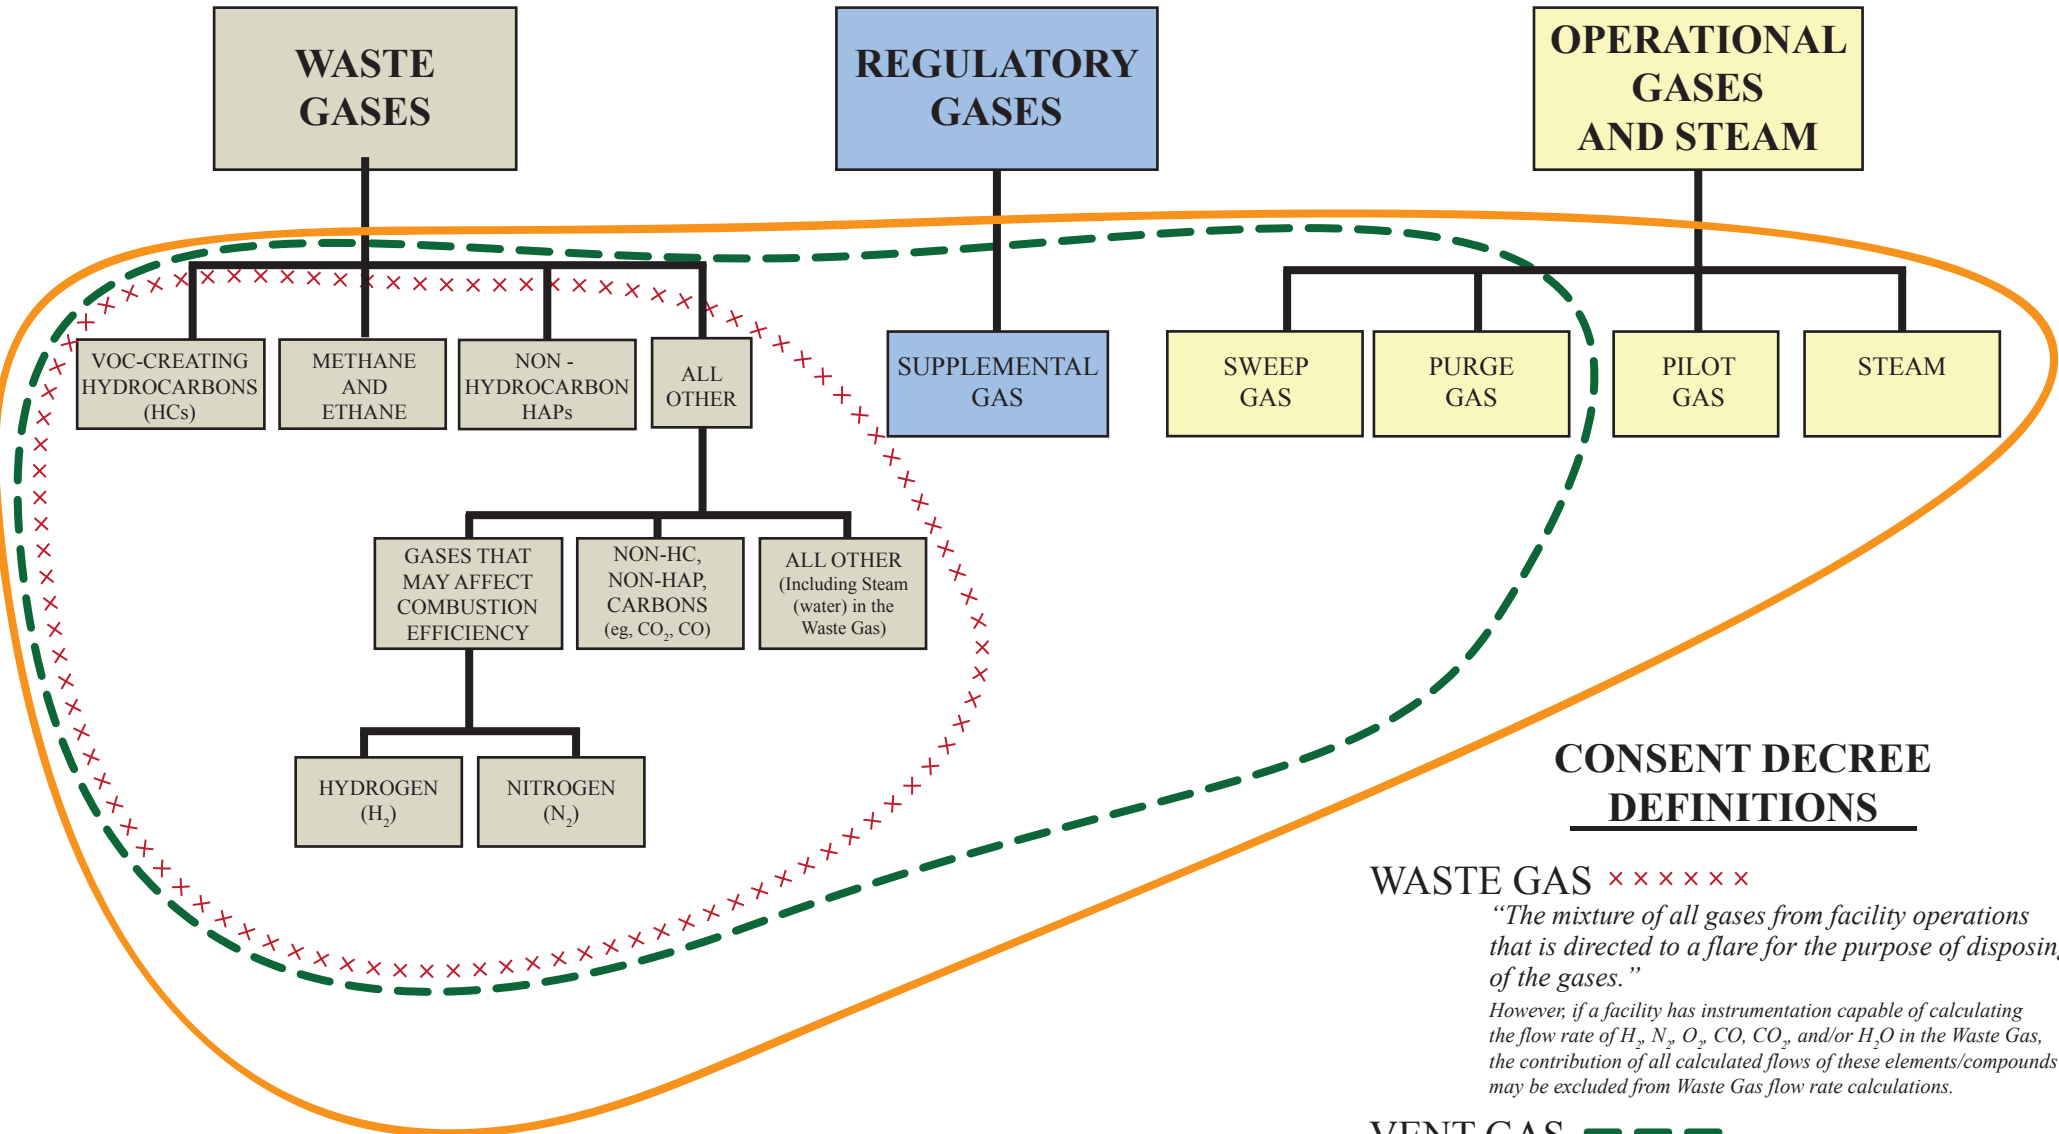 WASTE
GASES
REGULATORY
GASES
OPERATIONAL
GASES
AND STEAM
VOC-CREATING
HYDROCARBONS
(HCs)
METHANE
AND
ETHANE
NON -
HYDROCARBON
HAPs
ALL
OTHER
SUPPLEMENTAL
GAS
SWEEP
GAS
PURGE
GAS
PILOT
GAS
STEAM
GASES THAT
MAY AFFECT
COMBUSTION
EFFICIENCY
NON-HC,
NON-HAP,
CARBONS
(eg, CO₂, CO)
ALL OTHER
(Including Steam
(water) in the
Waste Gas)
HYDROGEN
(H₂)
NITROGEN
(N₂)
CONSENT DECREE
DEFINITIONS
WASTE GAS
“The mixture of all gases from facility operations
that is directed to a flare for the purpose of disposin
of the gases.”
However, if a facility has instrumentation capable of calculating
the flow rate of H₂, N₂, O₂, CO, CO₂, and/or H₂O in the Waste Gas,
the contribution of all calculated flows of these elements/compounds
may be excluded from Waste Gas flow rate calculations.
VENT GAS